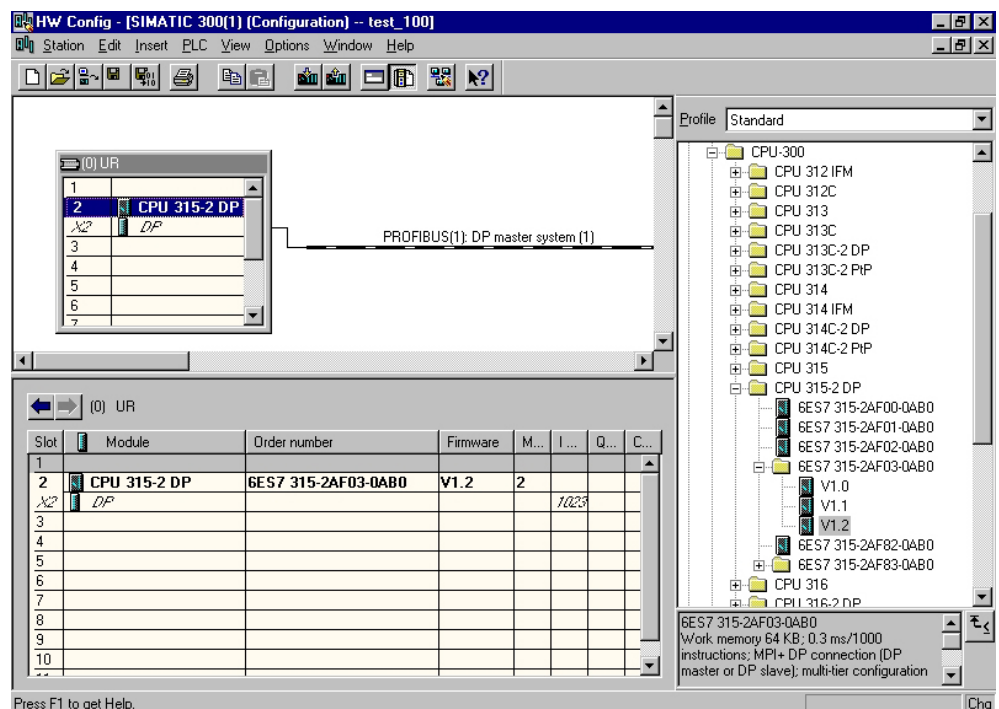 HW Config - [SIMATIC 300(1) (Configuration) -- test_100]
Station Edit Insert PLC View Options Window Help
(0) UR
1
2 CPU 315-2 DP
X2 DP
3
4
5
6
7
PROFIBUS(1): DP master system (1)
(0) UR
Slot Module Order number Firmware M... I ... Q... C...
1
2 CPU 315-2 DP 6ES7 315-2AF03-0AB0 V1.2 2
X2 DP 1023
3
4
5
6
7
8
9
10
11
Profile Standard
CPU-300
CPU 312 IFM
CPU 312C
CPU 313
CPU 313C
CPU 313C-2 DP
CPU 313C-2 PtP
CPU 314
CPU 314 IFM
CPU 314C-2 DP
CPU 314C-2 PtP
CPU 315
CPU 315-2 DP
6ES7 315-2AF00-0AB0
6ES7 315-2AF01-0AB0
6ES7 315-2AF02-0AB0
6ES7 315-2AF03-0AB0
V1.0
V1.1
V1.2
6ES7 315-2AF82-0AB0
6ES7 315-2AF83-0AB0
CPU 316
CPU 316-2 DP
6ES7 315-2AF03-0AB0
Work memory 64 KB; 0.3 ms/1000
instructions; MPI+ DP connection (DP
master or DP slave); multi-tier configuration
Press F1 to get Help.
Chg